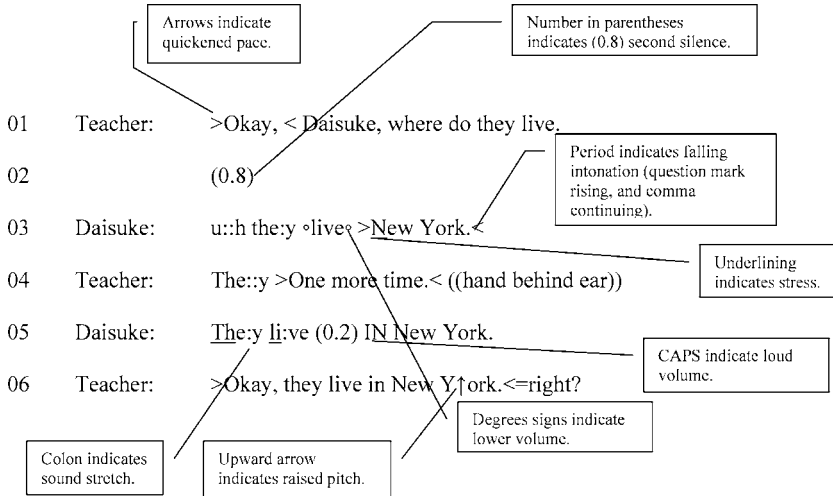 Arrows indicate
quickened pace.
Number in parentheses
indicates (0.8) second silence.
01 Teacher: >Okay, < Daisuke, where do they live.
02 (0.8)
Period indicates falling
intonation (question mark
rising, and comma
continuing).
03 Daisuke: u::h the:y °live° >New York.<
Underlining
indicates stress.
04 Teacher: The::y >One more time.< ((hand behind ear))
05 Daisuke: The:y li:ve (0.2) IN New York.
CAPS indicate loud
volume.
06 Teacher: >Okay, they live in New Y↑ork.<=right?
Degrees signs indicate
lower volume.
Colon indicates
sound stretch.
Upward arrow
indicates raised pitch.